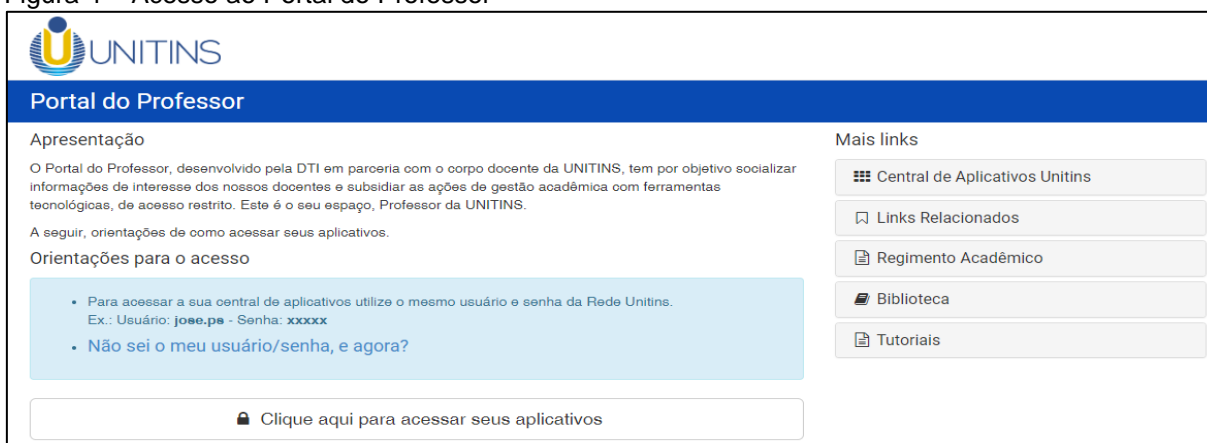 Figura 1 – Acesso ao Portal do Professor
UNITINS
Portal do Professor
Apresentação
O Portal do Professor, desenvolvido pela DTI em parceria com o corpo docente da UNITINS, tem por objetivo socializar
informações de interesse dos nossos docentes e subsidiar as ações de gestão acadêmica com ferramentas
tecnológicas, de acesso restrito. Este é o seu espaço, Professor da UNITINS.
A seguir, orientações de como acessar seus aplicativos.
Orientações para o acesso
• Para acessar a sua central de aplicativos utilize o mesmo usuário e senha da Rede Unitins.
Ex.: Usuário: jose.ps - Senha: xxxxx
• Não sei o meu usuário/senha, e agora?
Clique aqui para acessar seus aplicativos
Mais links
Central de Aplicativos Unitins
Links Relacionados
Regimento Acadêmico
Biblioteca
Tutoriais